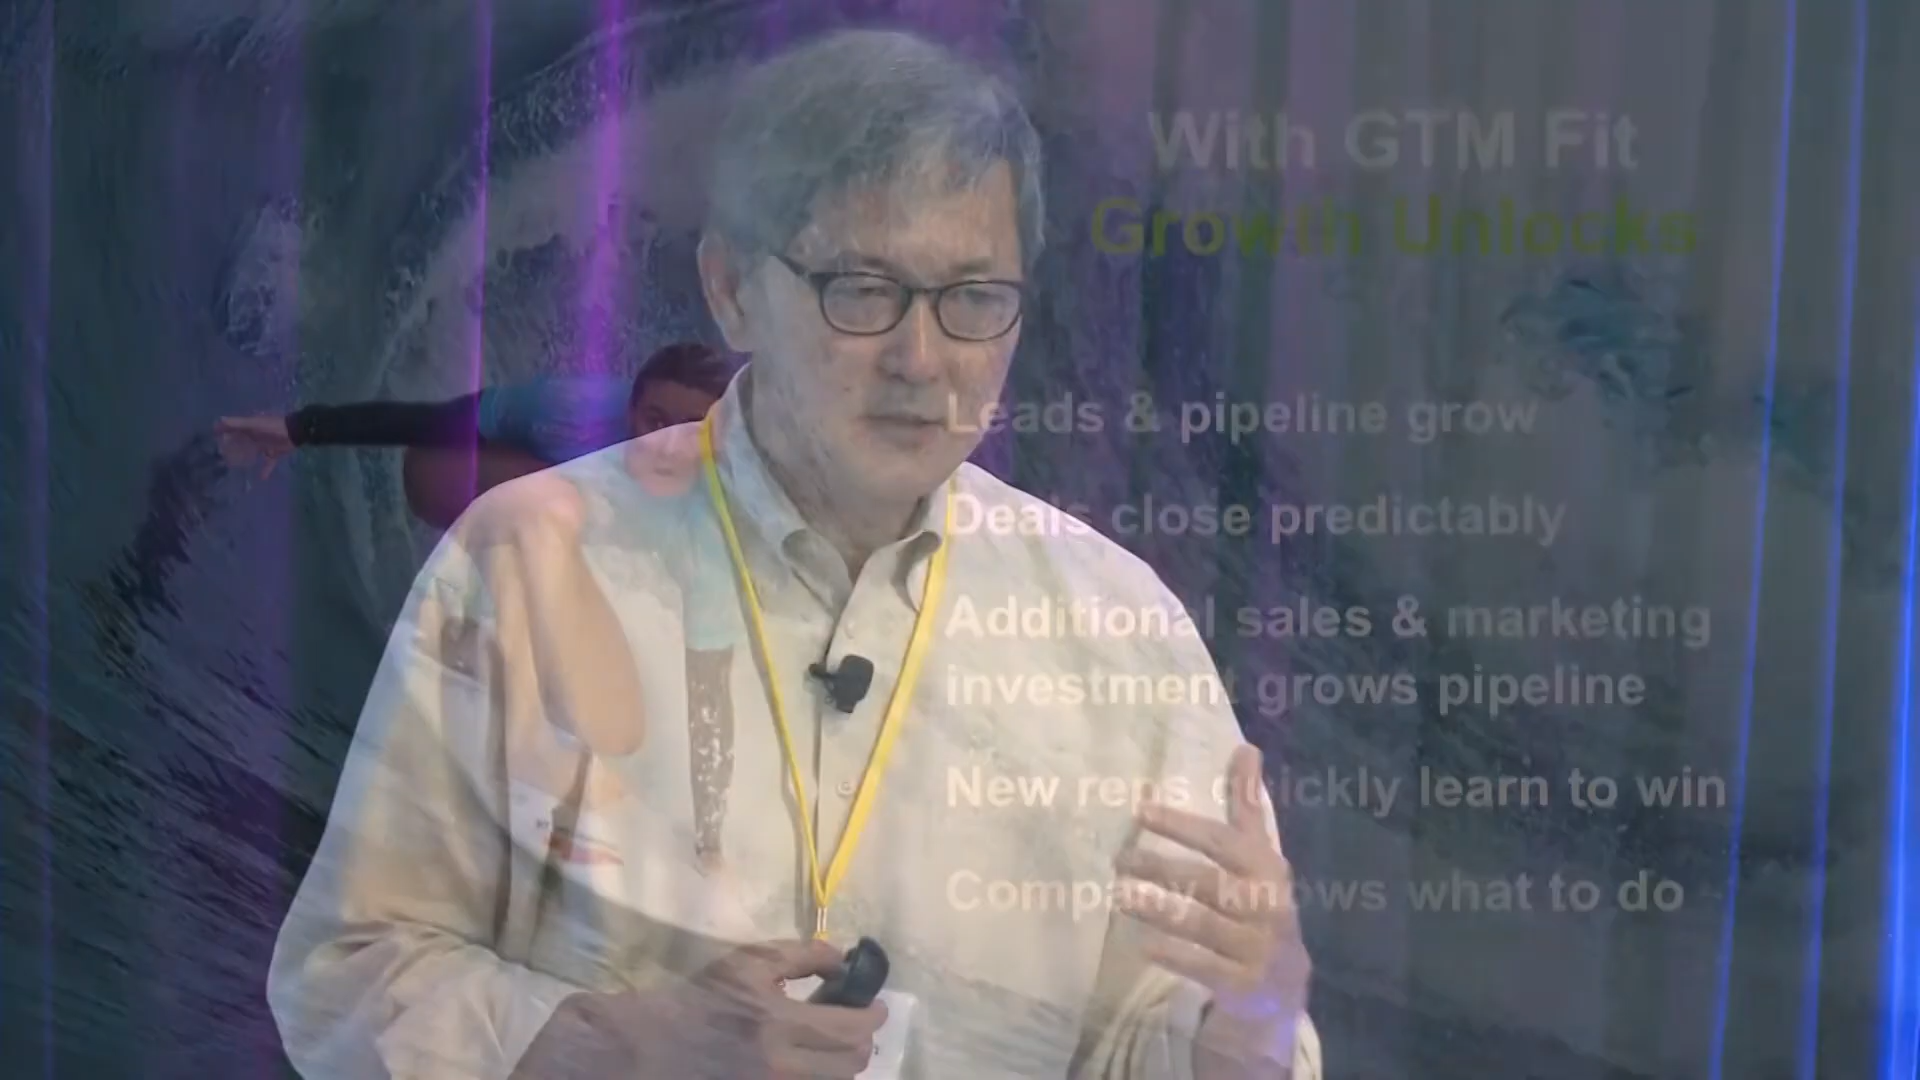 With GTM Fit
Growth Unlocks
Leads & pipeline grow
Deals close predictably
Additional sales & marketing
investment grows pipeline
New reps quickly learn to win
Company knows what to do